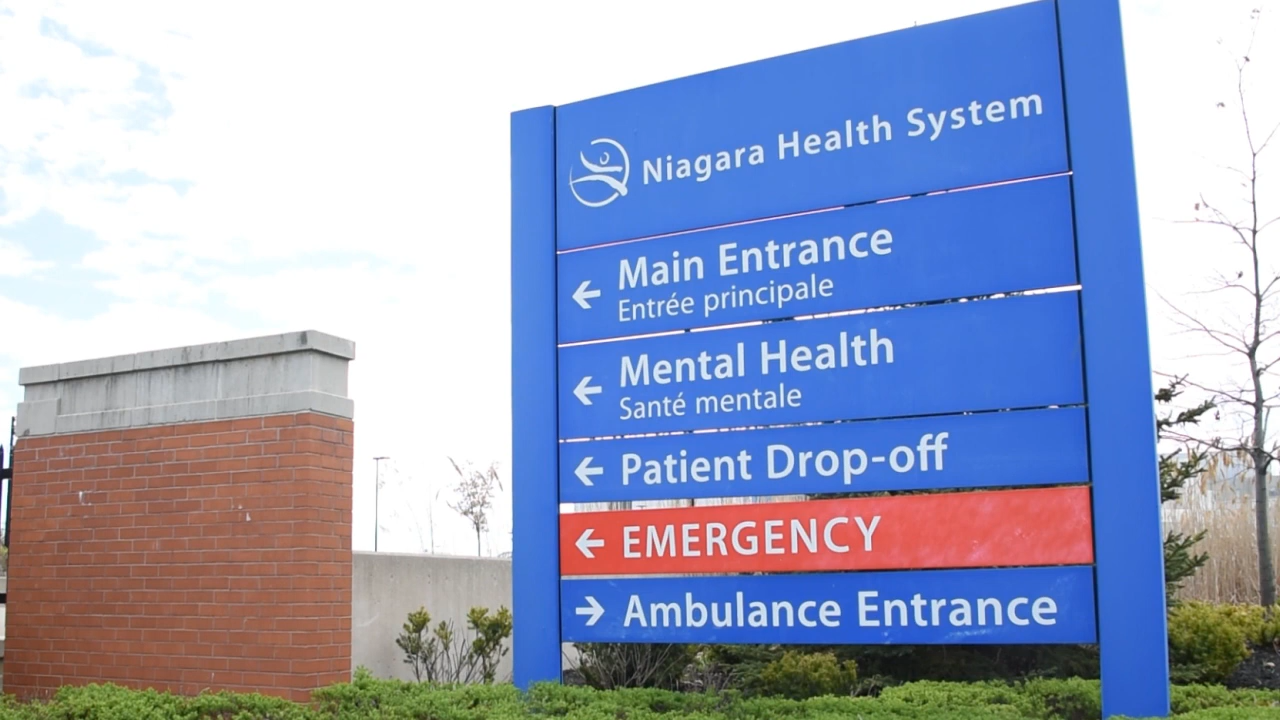 Niagara Health System
← Main Entrance
Entrée principale
← Mental Health
Santé mentale
← Patient Drop-off
← EMERGENCY
→ Ambulance Entrance